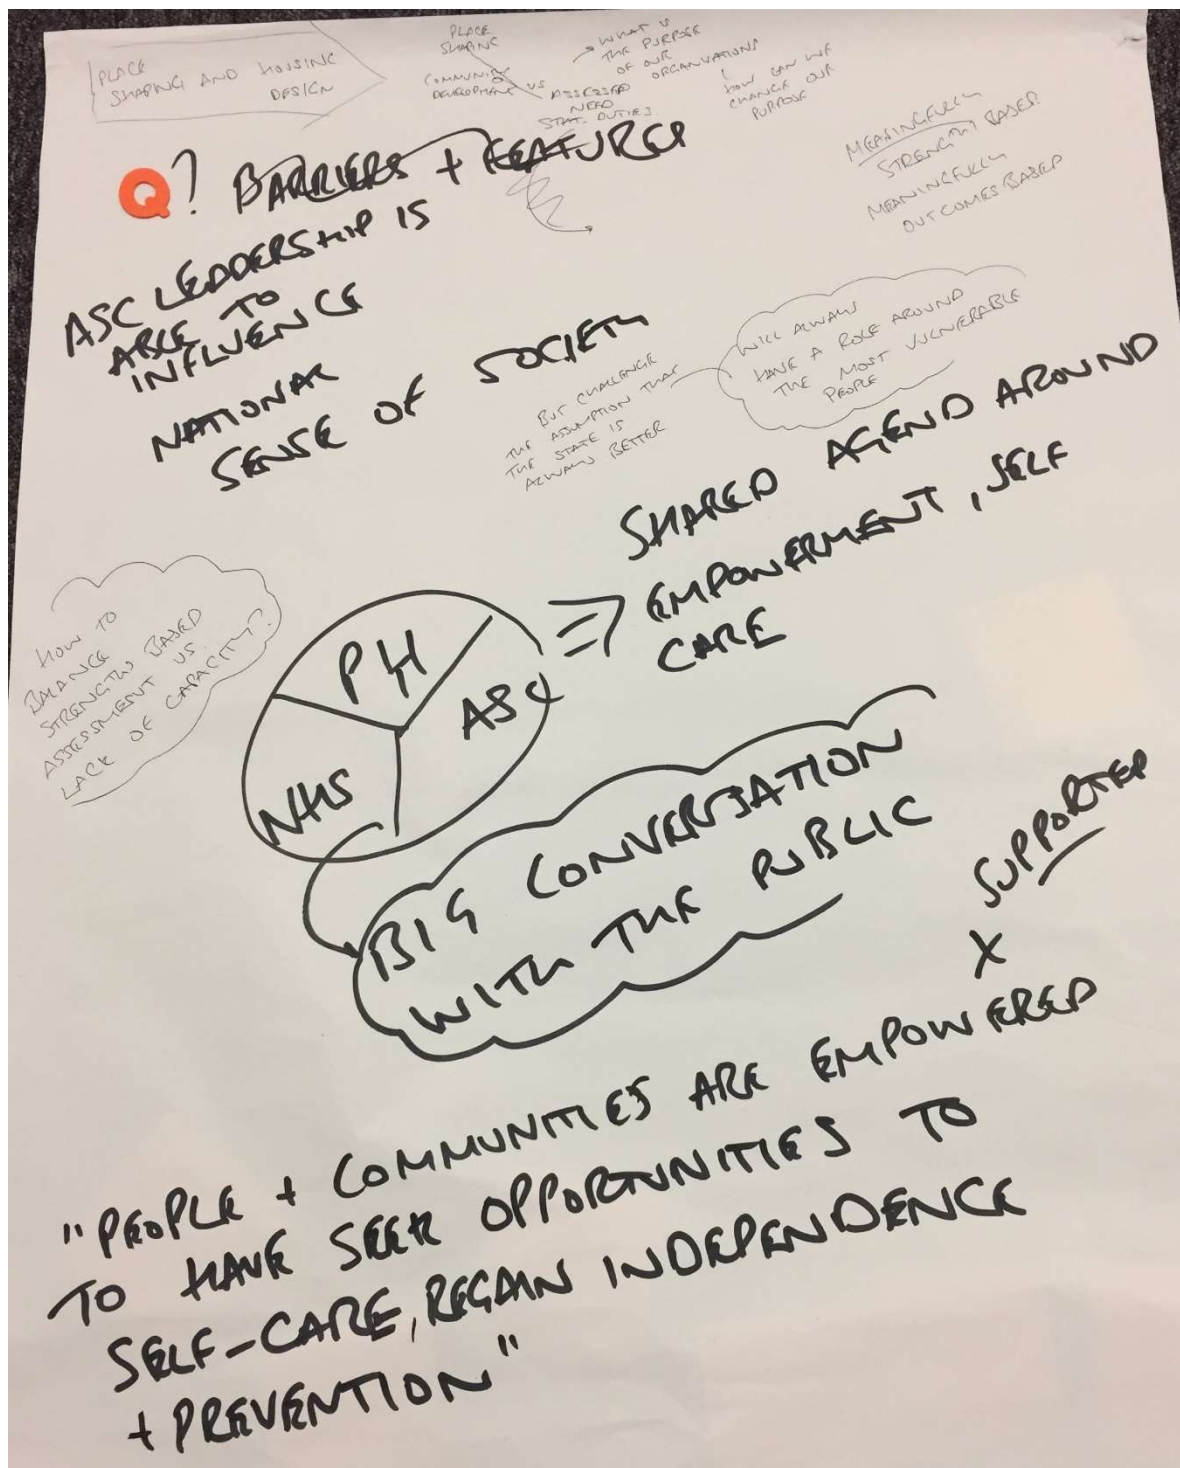 PLACE
SHAPING AND HOUSING
DESIGN
PLACE
SHAPING
COMMUNITY
DEVELOPMENT VS
ASSESSED
NEED
STAT. DUTIES.
WHAT IS
THE PURPOSE
OF OUR
ORGANISATIONS
HOW CAN WE
CHANGE OUR
PURPOSE
MEANINGFULLY
STRENGTH BASED.
MEANINGFULLY
OUTCOMES BASED
Q? BARRIERS + FEATURES
ASC LEDDERSHIP IS
ABLE TO
INFLUENCE
NATIONAL
SENSE OF SOCIETY
WILL ALWAYS
HAVE A ROLE AROUND
THE MOST VULNERABLE
PEOPLE
BUT CHALLENGE
THE ASSUMPTION THAT
THE STATE IS
ALWAYS BETTER
SHARED AGEND AROUND
EMPOWERMENT, SELF
CARE
HOW TO
BALANCE
STRENGTHS BASED
ASSESSMENT VS.
LACK OF CAPACITY?
PH
ASC
NHS
BIG CONVERSATION
WITH THE PUBLIC
SUPPORTED
X
"PEOPLE + COMMUNITIES ARE EMPOWERED
TO HAVE SEEK OPPORTUNITIES TO
SELF-CARE, REGAIN INDEPENDENCE
+ PREVENTION"